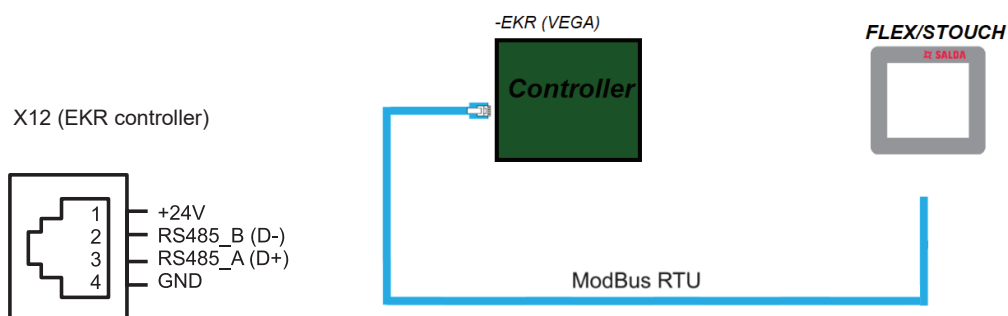 -EKR (VEGA)
FLEX/STOUCH
SALDA
Controller
X12 (EKR controller)
1 +24V
2 RS485_B (D-)
3 RS485_A (D+)
4 GND
ModBus RTU